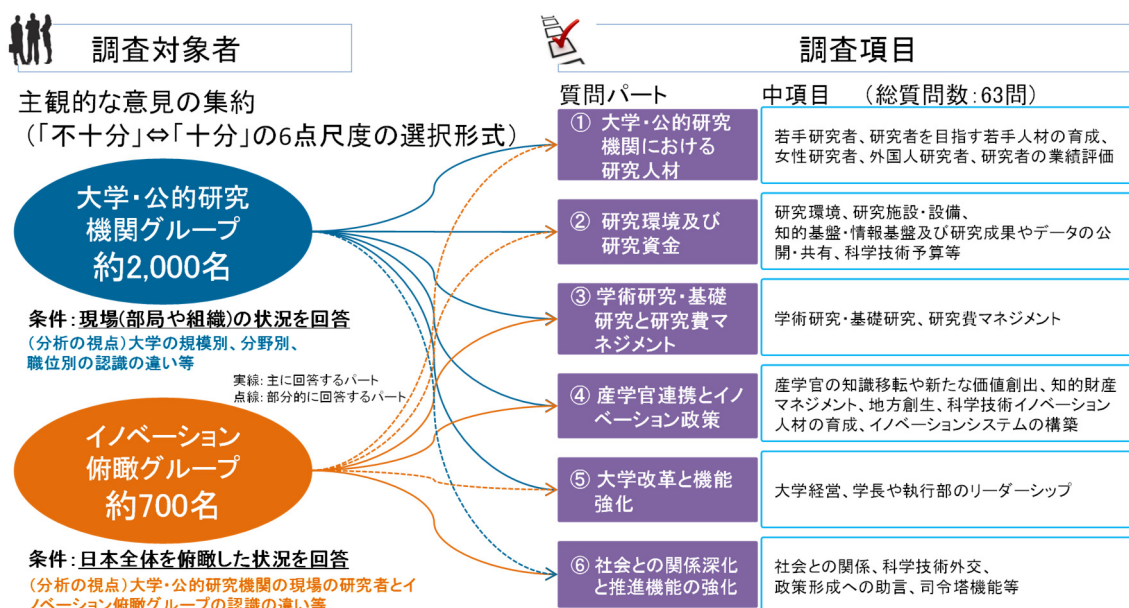 調査対象者
主観的な意見の集約
(「不十分」⇔「十分」の6点尺度の選択形式)
大学・公的研究
機関グループ
約2,000名
条件:現場(部局や組織)の状況を回答
(分析の視点)大学の規模別、分野別、
職位別の認識の違い等
実線:主に回答するパート
点線:部分的に回答するパート
イノベーション
俯瞰グループ
約700名
条件:日本全体を俯瞰した状況を回答
(分析の視点)大学・公的研究機関の現場の研究者とイ
ノベーション俯瞰グループの認識の違い等
調査項目
質問パート 中項目 (総質問数:63問)
① 大学・公的研究
機関における
研究人材
若手研究者、研究者を目指す若手人材の育成、
女性研究者、外国人研究者、研究者の業績評価
② 研究環境及び
研究資金
研究環境、研究施設・設備、
知的基盤・情報基盤及び研究成果やデータの公
開・共有、科学技術予算等
③ 学術研究・基礎
研究と研究費マ
ネジメント
学術研究・基礎研究、研究費マネジメント
④ 産学官連携とイノ
ベーション政策
産学官の知識移転や新たな価値創出、知的財産
マネジメント、地方創生、科学技術イノベーション
人材の育成、イノベーションシステムの構築
⑤ 大学改革と機能
強化
大学経営、学長や執行部のリーダーシップ
⑥ 社会との関係深化
と推進機能の強化
社会との関係、科学技術外交、
政策形成への助言、司令塔機能等